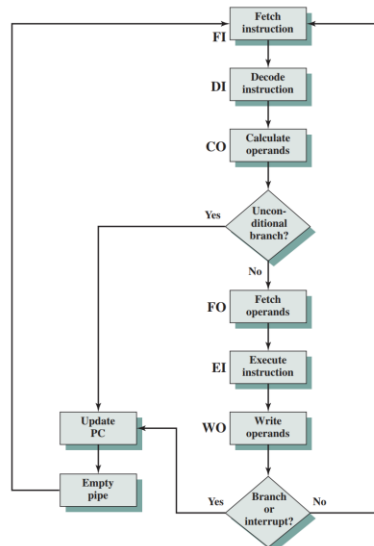 Fetch
instruction
FI
Decode
instruction
DI
Calculate
operands
CO
Uncon-
ditional
branch?
Yes
No
Fetch
operands
FO
Execute
instruction
EI
Write
operands
WO
Update
PC
Empty
pipe
Yes
Branch
or
interrupt?
No